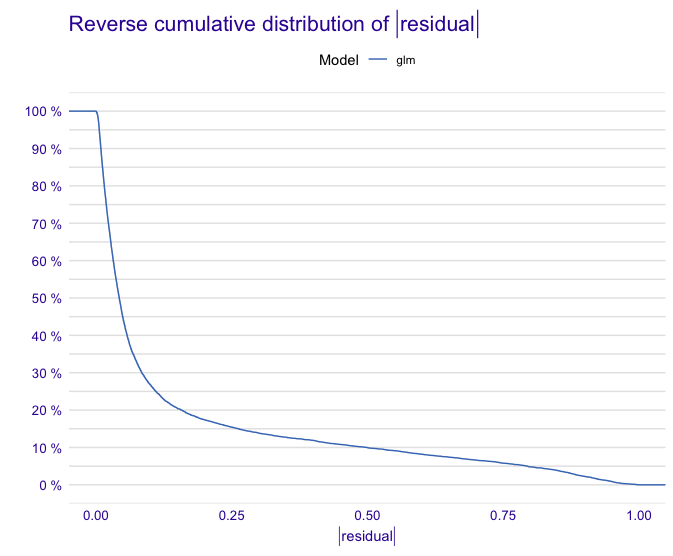 Reverse cumulative distribution of |residual|
Model glm
100 %
90 %
80 %
70 %
60 %
50 %
40 %
30 %
20 %
10 %
0 %
0.00 0.25 0.50 0.75 1.00
|residual|